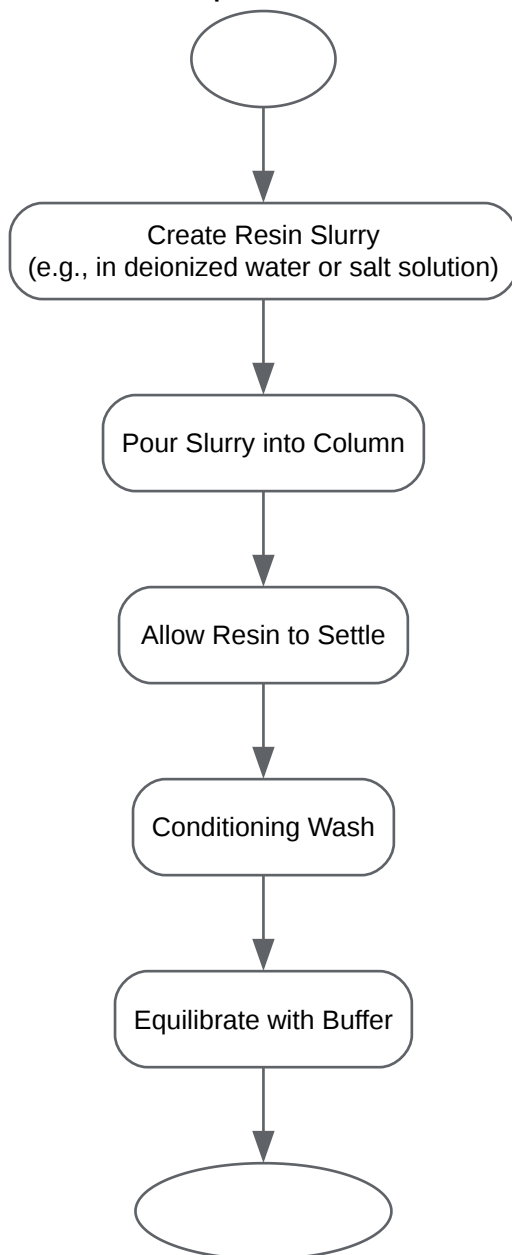 Create Resin Slurry
(e.g., in deionized water or salt solution)
Pour Slurry into Column
Allow Resin to Settle
Conditioning Wash
Equilibrate with Buffer